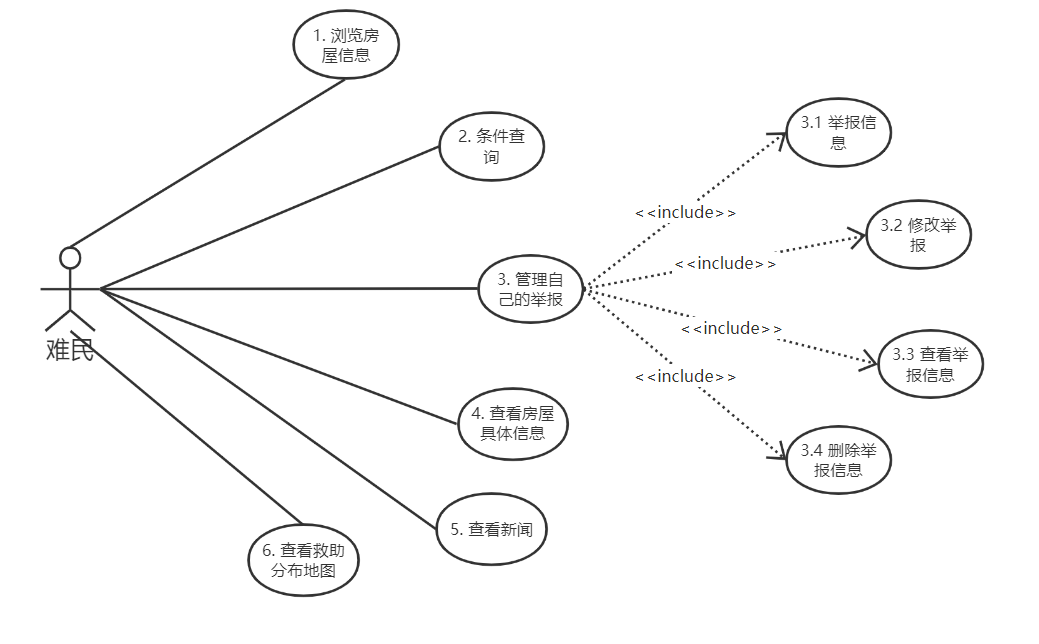 1. 浏览房
屋信息
2. 条件查
询
3.1 举报信
息
<<include>>
3.2 修改举
报
<<include>>
3. 管理自
己的举报
<<include>>
难民
3.3 查看举
报信息
<<include>>
4. 查看房屋
具体信息
3.4 删除举
报信息
5. 查看新闻
6. 查看救助
分布地图